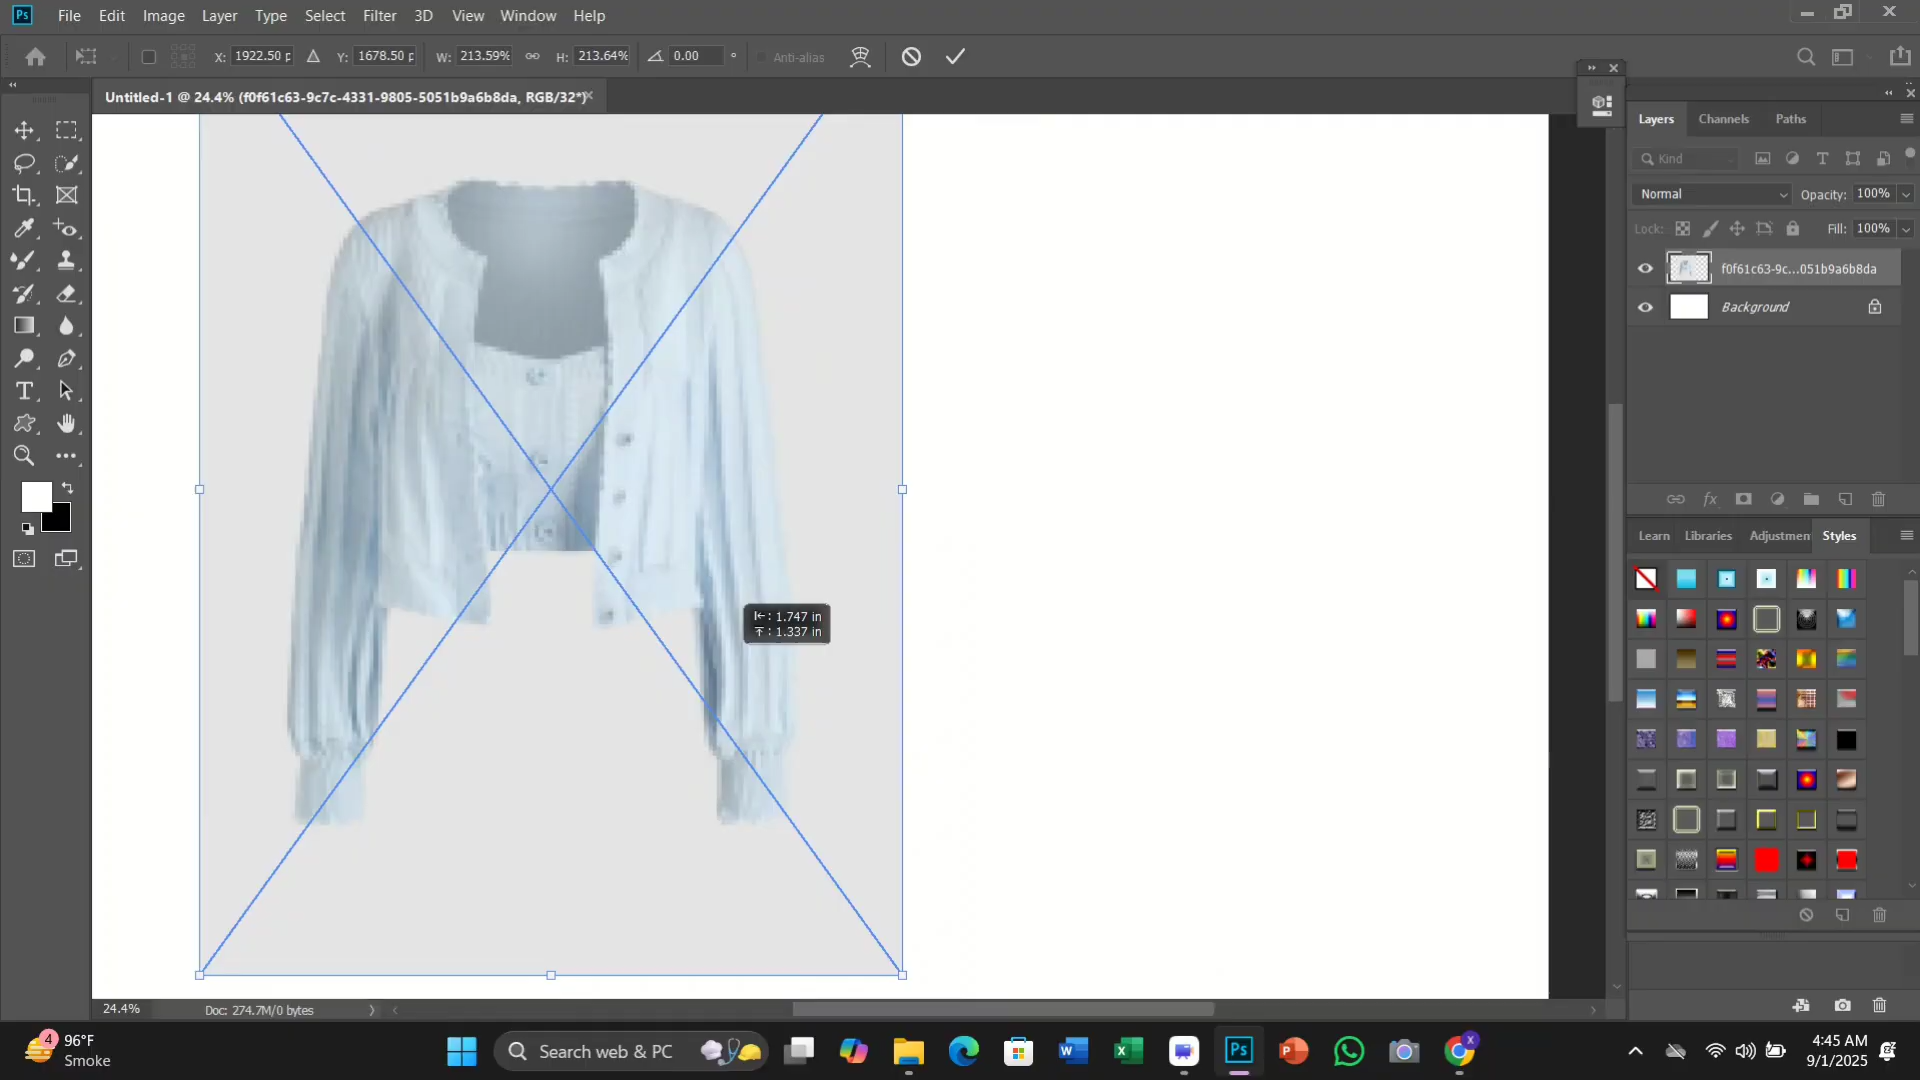 Ps File Edit Image Layer Type Select Filter 3D View Window Help
X: 1922.50 p Y: 1678.50 p W: 213.59% H: 213.64% 0.00 ° Anti-alias
Untitled-1 @ 24.4% (f0f61c63-9c7c-4331-9805-5051b9a6b8da, RGB/32*)
Layers Channels Paths
Kind
Normal Opacity: 100%
Lock: Fill: 100%
f0f61c63-9c...051b9a6b8da
Background
Learn Libraries Adjustmen Styles
: 1.747 in
: 1.337 in
24.4% Doc: 274.7M/0 bytes
4 96°F
Smoke
Search web & PC
4:45 AM
9/1/2025